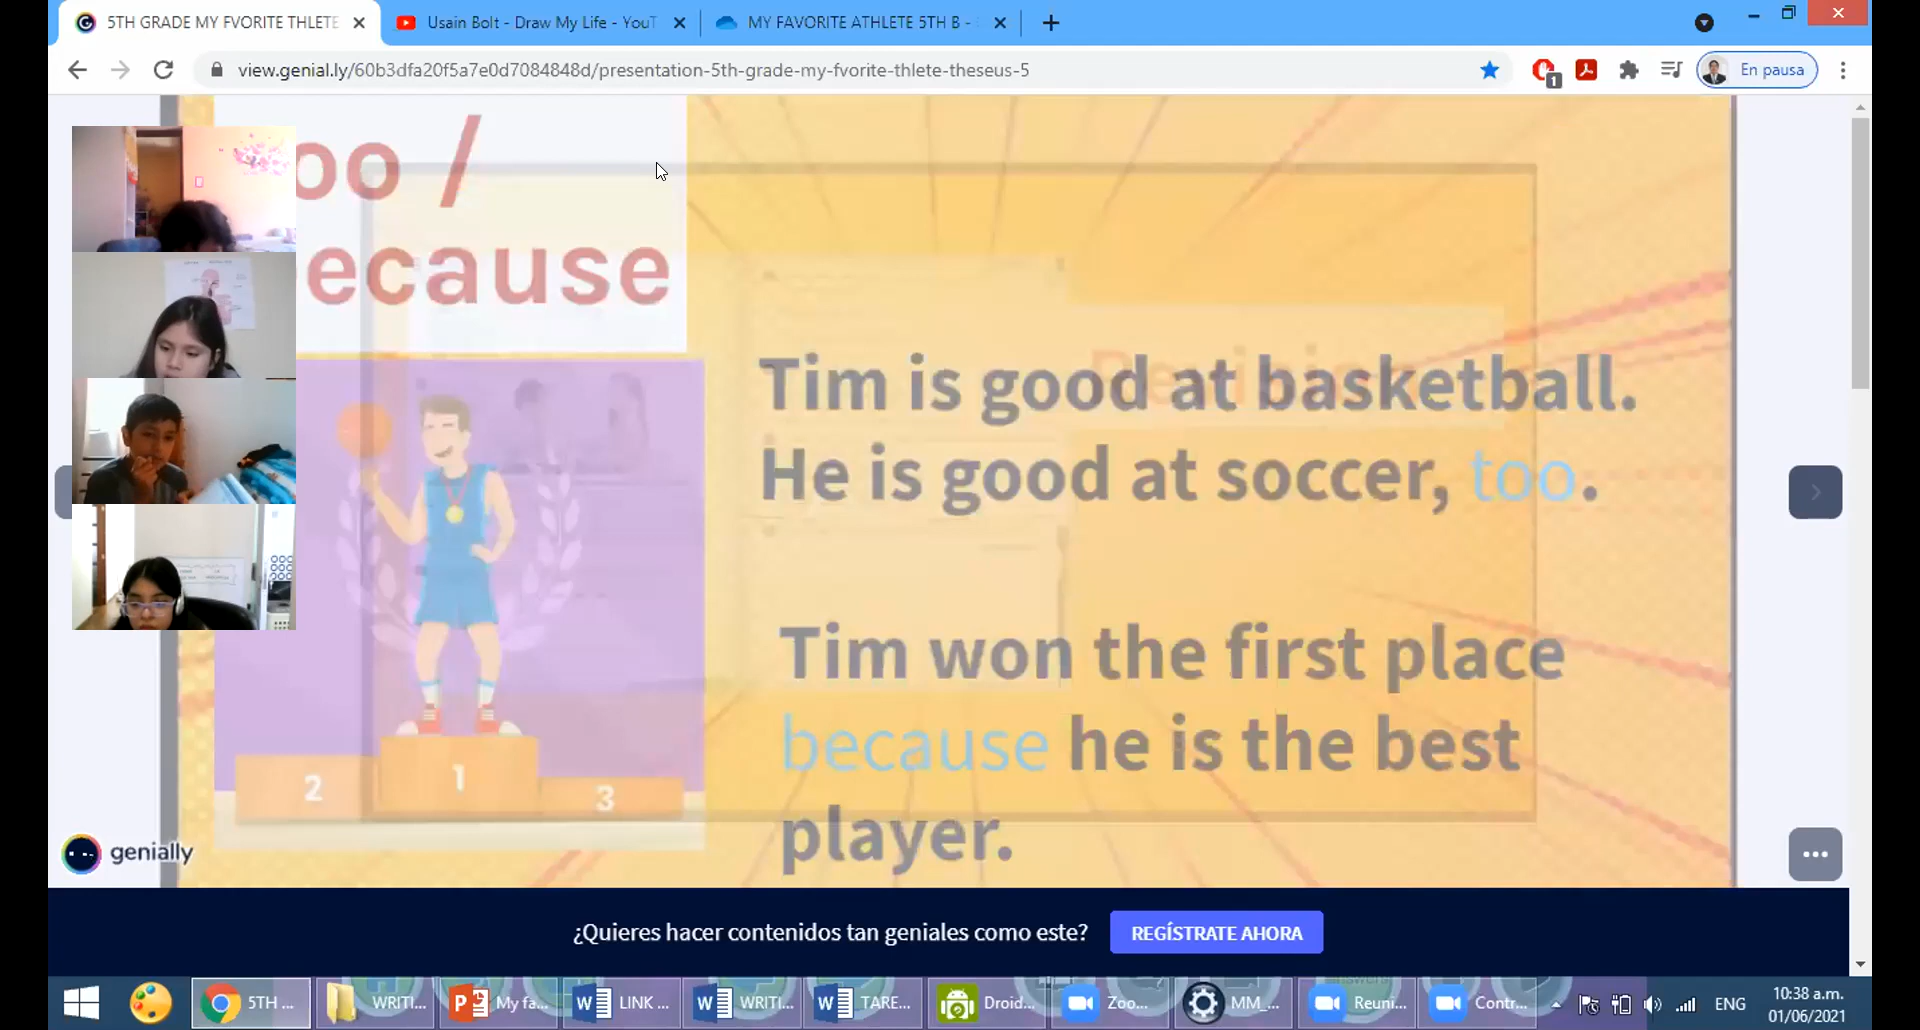 5TH GRADE MY FVORITE THLETE
Usain Bolt - Draw My Life - YouT
MY FAVORITE ATHLETE 5TH B -
view.genial.ly/60b3dfa20f5a7e0d7084848d/presentation-5th-grade-my-fvorite-thlete-theseus-5
1
En pausa
oo /
ecause
Tim is good at basketball.
He is good at soccer, too.
Tim won the first place
because he is the best
player.
2
1
3
genially
¿Quieres hacer contenidos tan geniales como este?
REGÍSTRATE AHORA
5TH ...
WRITI...
My fa...
LINK ...
WRITI...
TARE...
Droid...
Zoo...
MM_...
Reuni...
Contr...
ENG
10:38 a.m.
01/06/2021